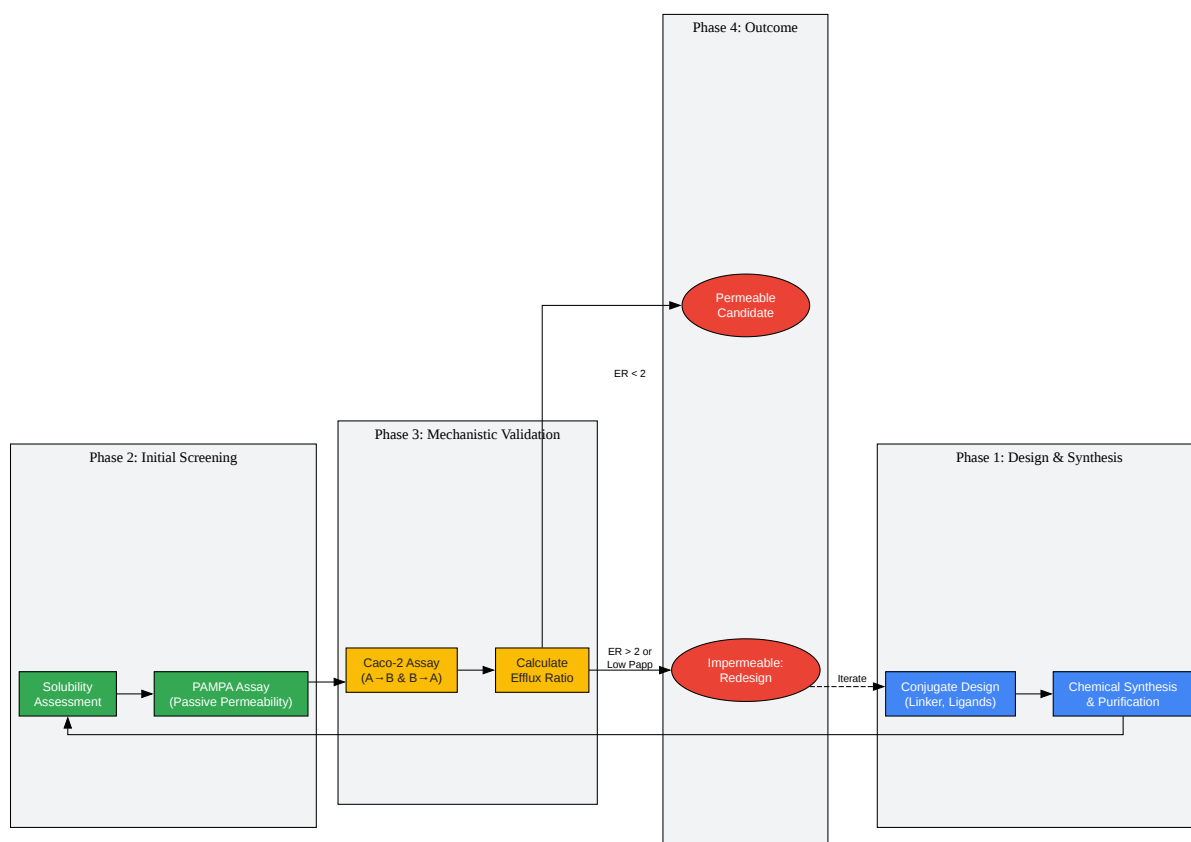 Phase 4: Outcome
Permeable
Candidate
ER < 2
Phase 3: Mechanistic Validation
Phase 2: Initial Screening
Phase 1: Design & Synthesis
Solubility
Assessment
PAMPA Assay
(Passive Permeability)
Caco-2 Assay
(A→B & B→A)
Calculate
Efflux Ratio
ER > 2 or
Low Papp
Impermeable:
Redesign
Iterate
Conjugate Design
(Linker, Ligands)
Chemical Synthesis
& Purification